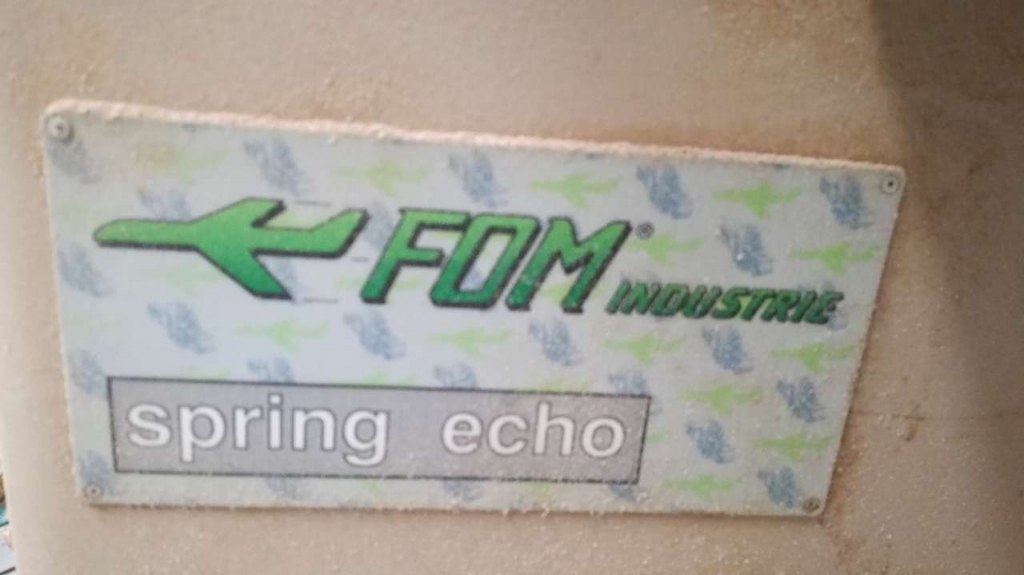 FOM® INDUSTRIE
spring echo